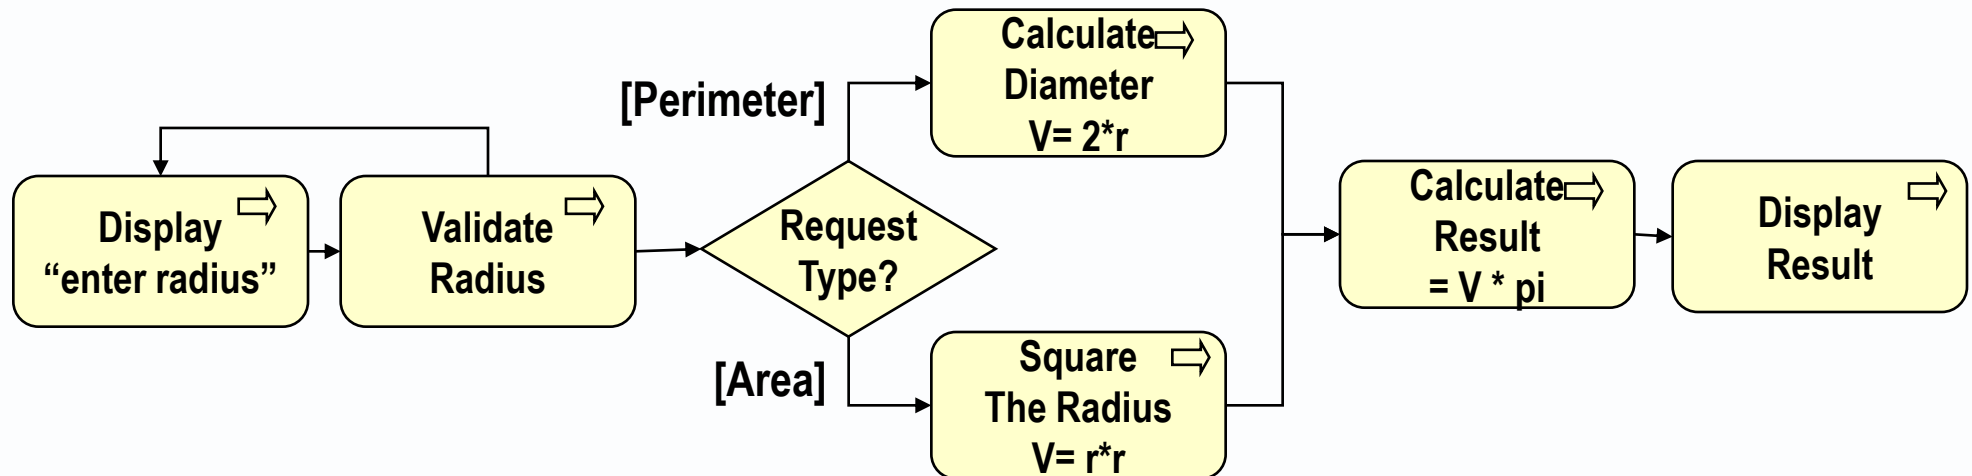 Display
“enter radius”
Validate
Radius
Request
Type?
[Perimeter]
Calculate
Diameter
V= 2*r
[Area]
Square
The Radius
V= r*r
Calculate
Result
= V * pi
Display
Result